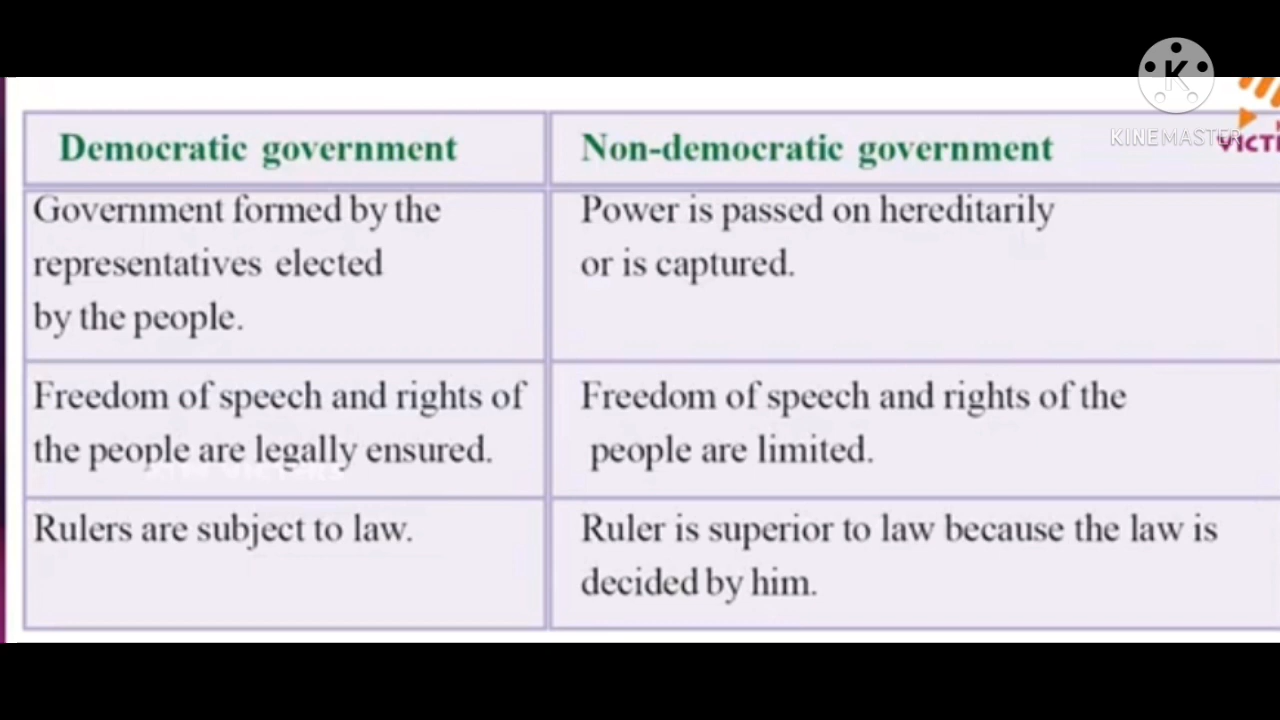 KINEMASTER
Democratic government
Non-democratic government
Government formed by the
representatives elected
by the people.
Power is passed on hereditarily
or is captured.
Freedom of speech and rights of
the people are legally ensured.
Freedom of speech and rights of the
people are limited.
Rulers are subject to law.
Ruler is superior to law because the law is
decided by him.